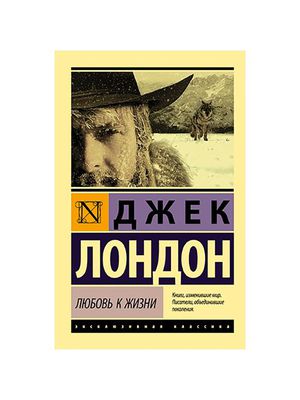 N ДЖЕК
ЛОНДОН
ЛЮБОВЬ К ЖИЗНИ
Книги, изменившие мир.
Писатели, объединившие
поколения.
ЭКСКЛЮЗИВНАЯ КЛАССИКА